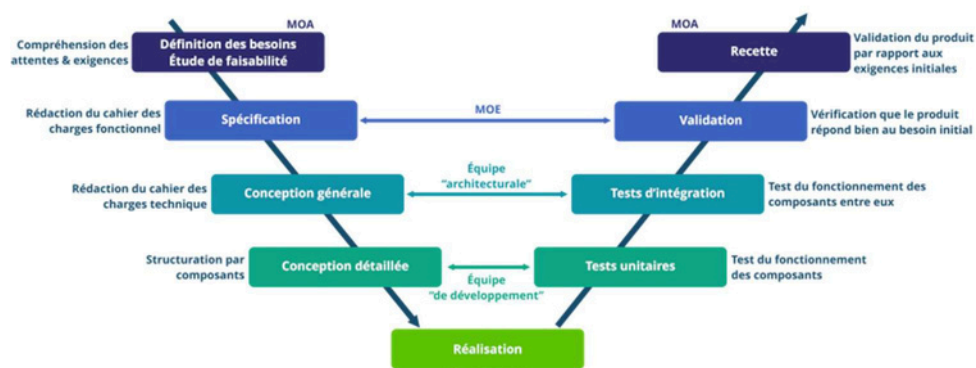 MOA
MOA
Compréhension des
attentes & exigences
Définition des besoins
Étude de faisabilité
Recette
Validation du produit
par rapport aux
exigences initiales
Rédaction du cahier des
charges fonctionnel
Spécification
MOE
Validation
Vérification que le produit
répond bien au besoin initial
Rédaction du cahier des
charges technique
Conception générale
Équipe
"architecturale"
Tests d'intégration
Test du fonctionnement des
composants entre eux
Structuration par
composants
Conception détaillée
Équipe
"de développement"
Tests unitaires
Test du fonctionnement
des composants
Réalisation